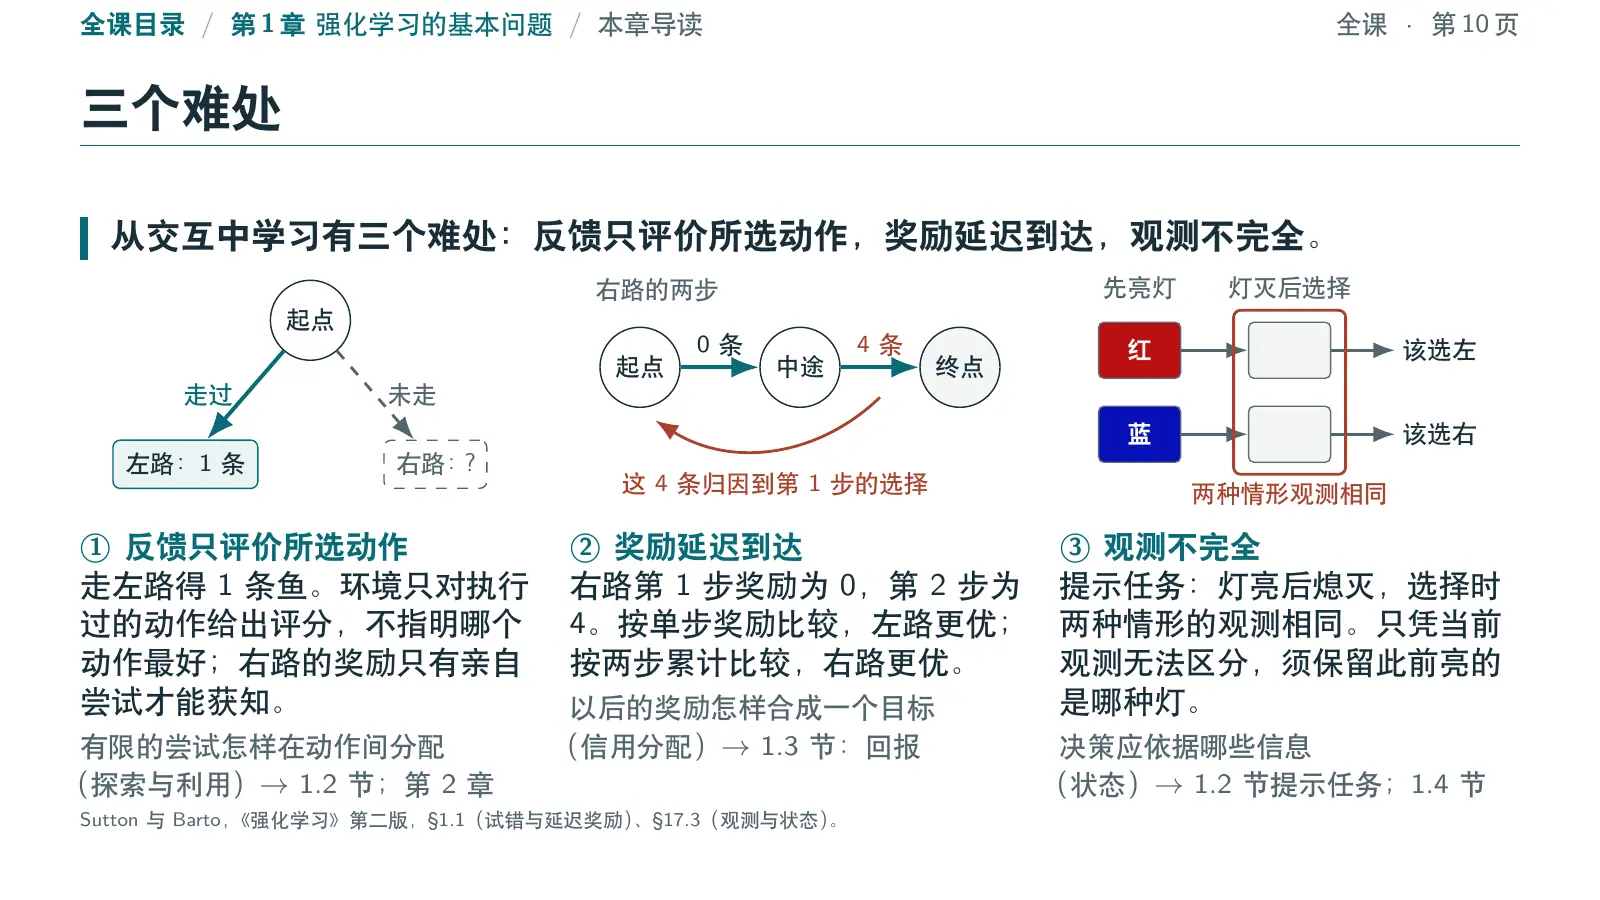 全课目录 / 第1章 强化学习的基本问题 / 本章导读
全课 · 第10页
三个难处
从交互中学习有三个难处：反馈只评价所选动作，奖励延迟到达，观测不完全。
起点
走过
未走
左路：1 条
右路：?
右路的两步
起点
0 条
中途
4 条
终点
这 4 条归因到第 1 步的选择
先亮灯
灯灭后选择
红
该选左
蓝
该选右
两种情形观测相同
① 反馈只评价所选动作
走左路得 1 条鱼。环境只对执行
过的动作给出评分，不指明哪个
动作最好；右路的奖励只有亲自
尝试才能获知。
有限的尝试怎样在动作间分配
（探索与利用）→ 1.2 节；第 2 章
② 奖励延迟到达
右路第 1 步奖励为 0，第 2 步为
4。按单步奖励比较，左路更优；
按两步累计比较，右路更优。
以后的奖励怎样合成一个目标
（信用分配）→ 1.3 节：回报
③ 观测不完全
提示任务：灯亮后熄灭，选择时
两种情形的观测相同。只凭当前
观测无法区分，须保留此前亮的
是哪种灯。
决策应依据哪些信息
（状态）→ 1.2 节提示任务；1.4 节
Sutton 与 Barto，《强化学习》第二版，§1.1（试错与延迟奖励）、§17.3（观测与状态）。